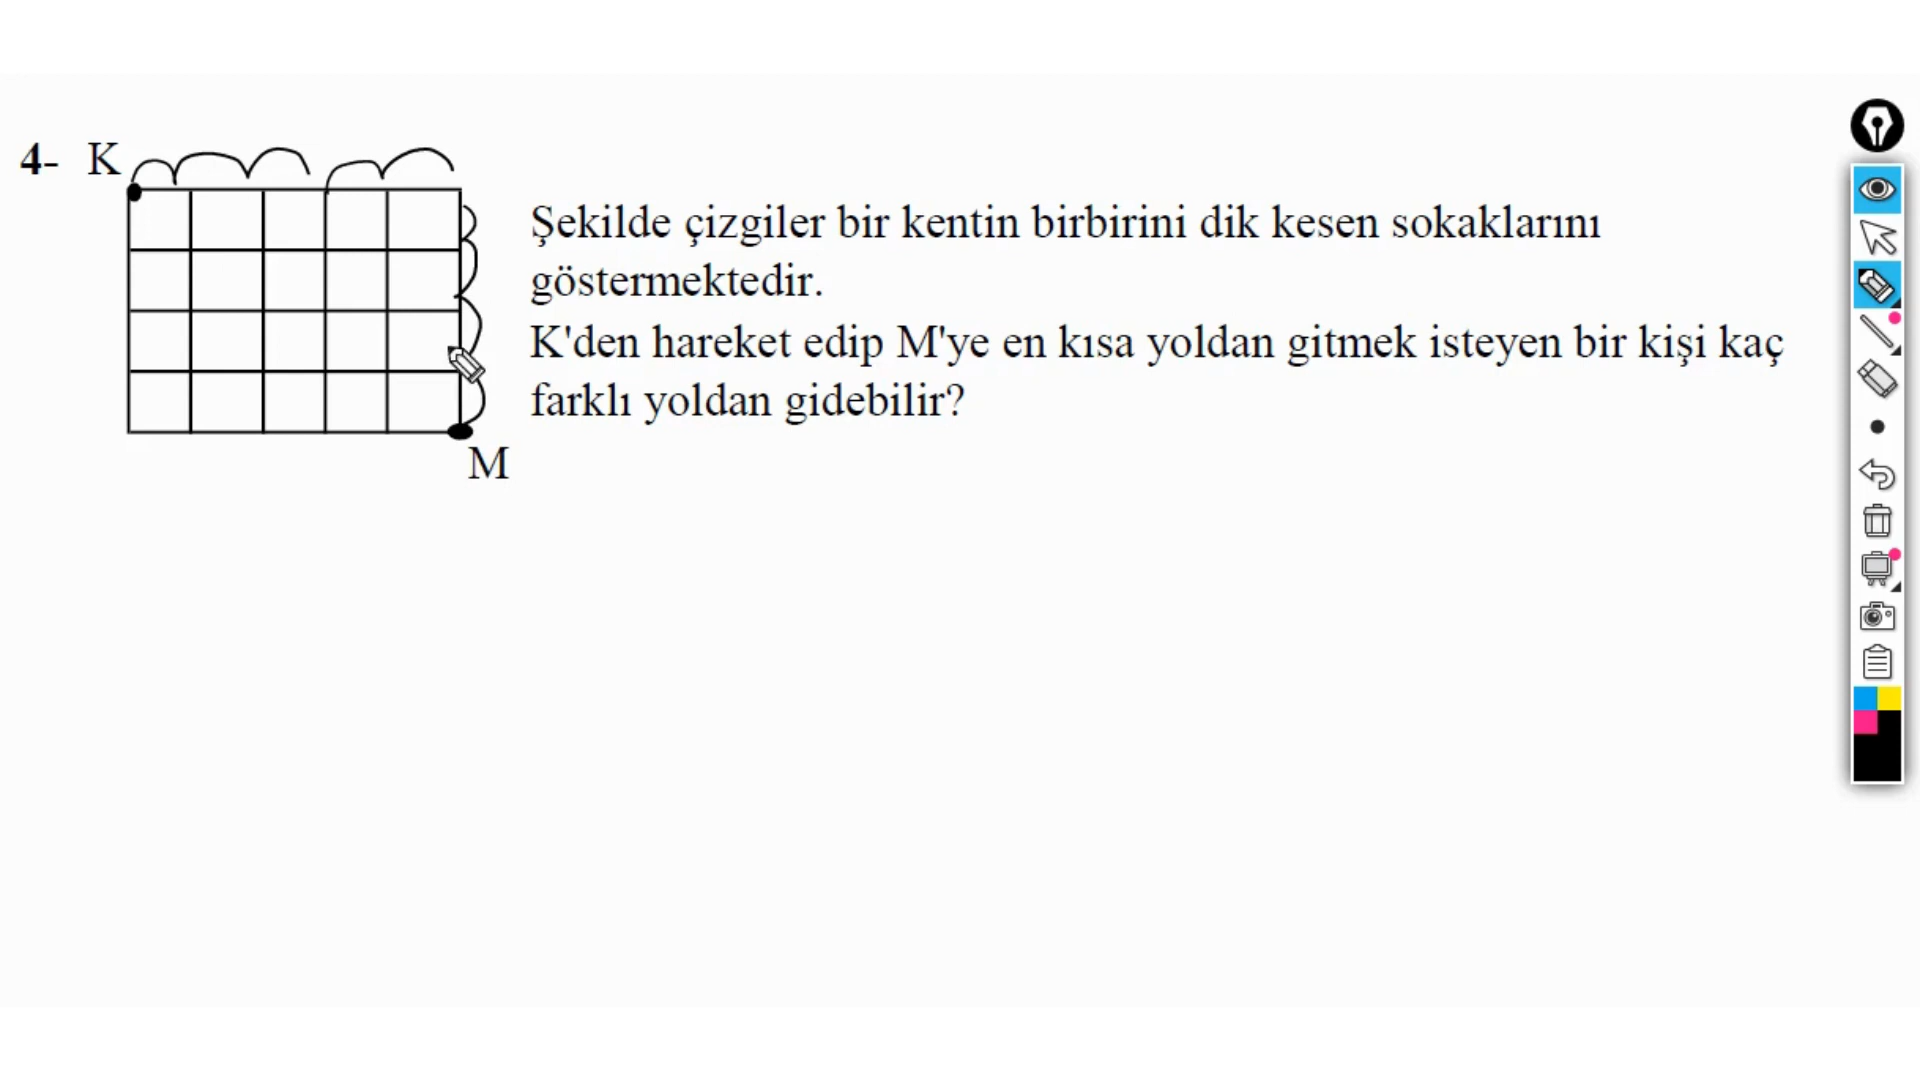 4- K
Şekilde çizgiler bir kentin birbirini dik kesen sokaklarını
göstermektedir.
K'den hareket edip M'ye en kısa yoldan gitmek isteyen bir kişi kaç
farklı yoldan gidebilir?
M